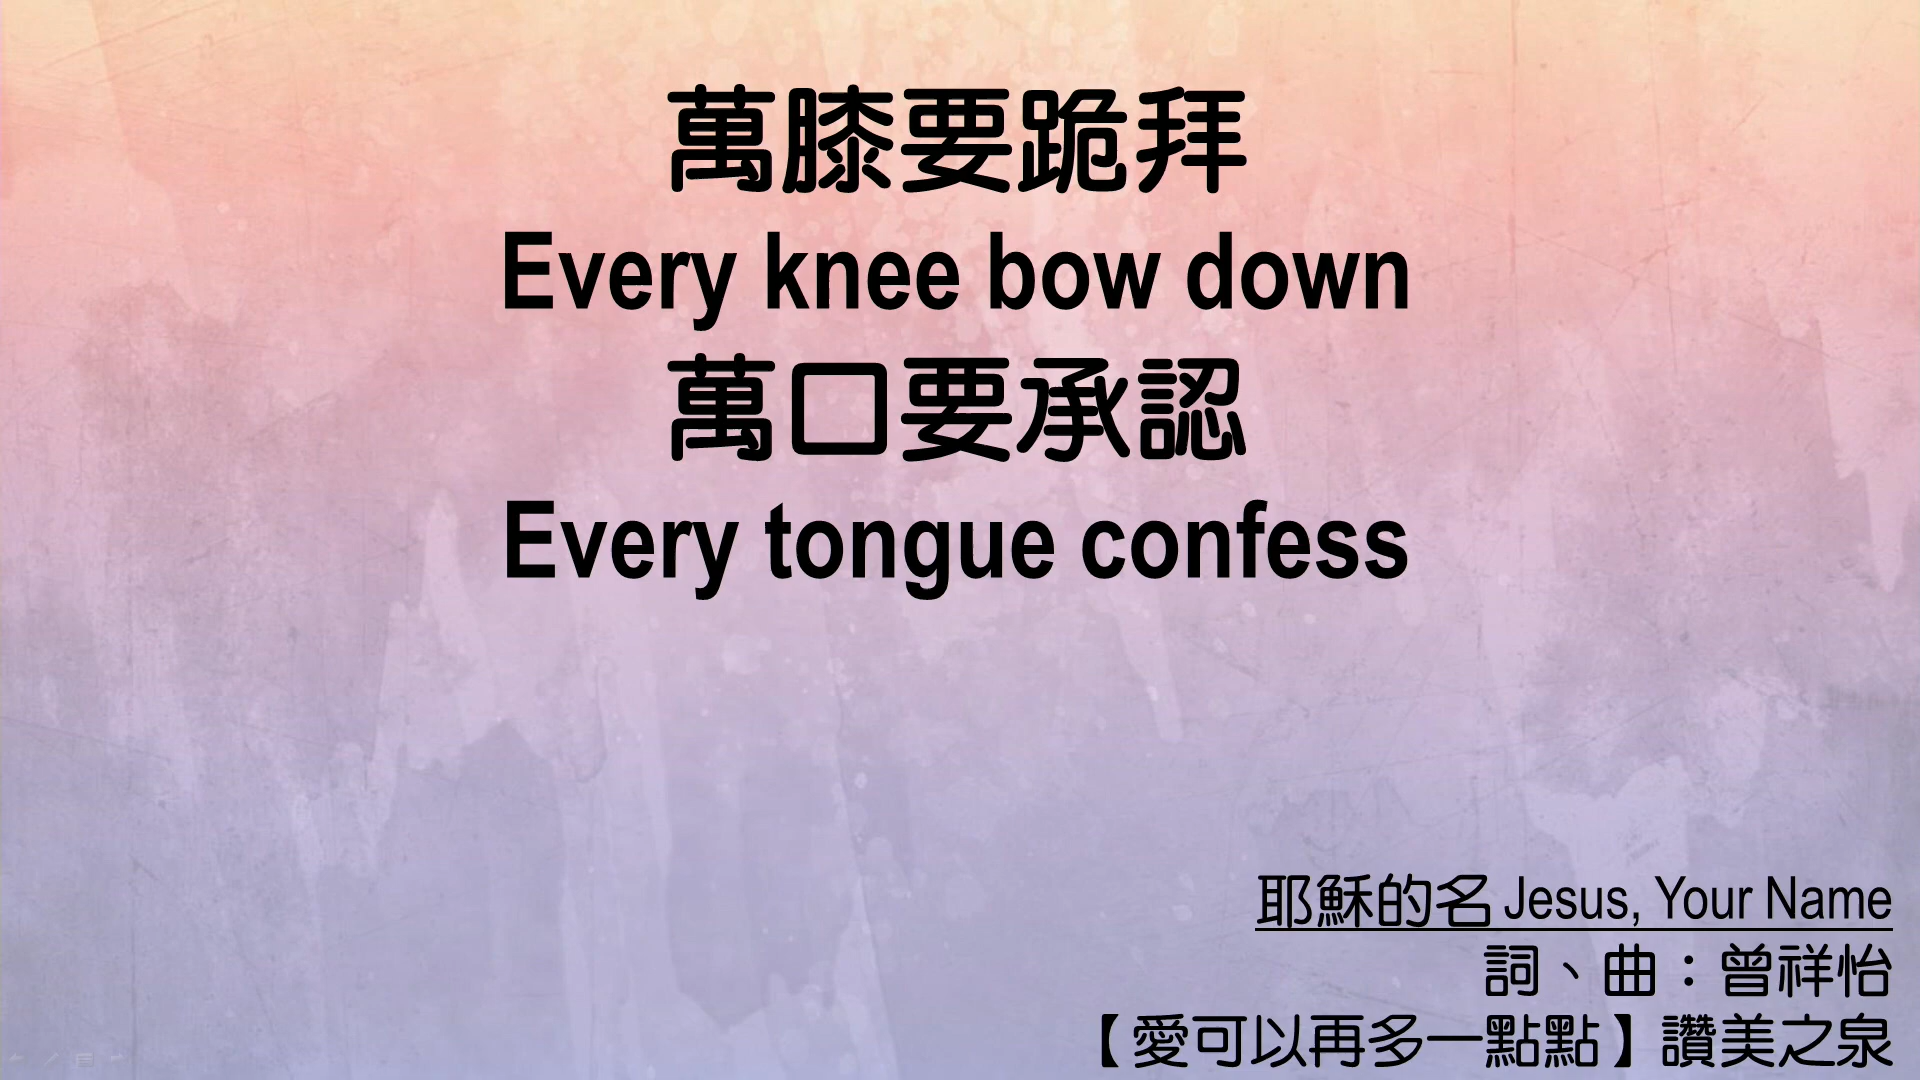 萬膝要跪拜
Every knee bow down
萬口要承認
Every tongue confess
耶穌的名 Jesus, Your Name
詞、曲：曾祥怡
【愛可以再多一點點】讚美之泉